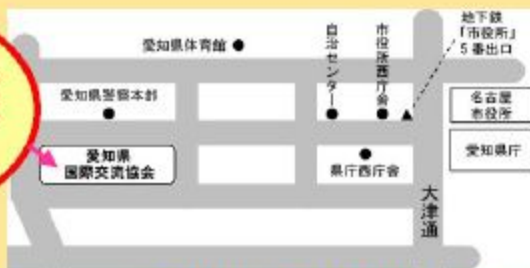 地下鉄
「市役所」
5番出口
愛知県体育館
自治センター
市役所西庁舎
愛知県警察本部
名古屋
市役所
愛知県
国際交流協会
県庁西庁舎
愛知県庁
大津通